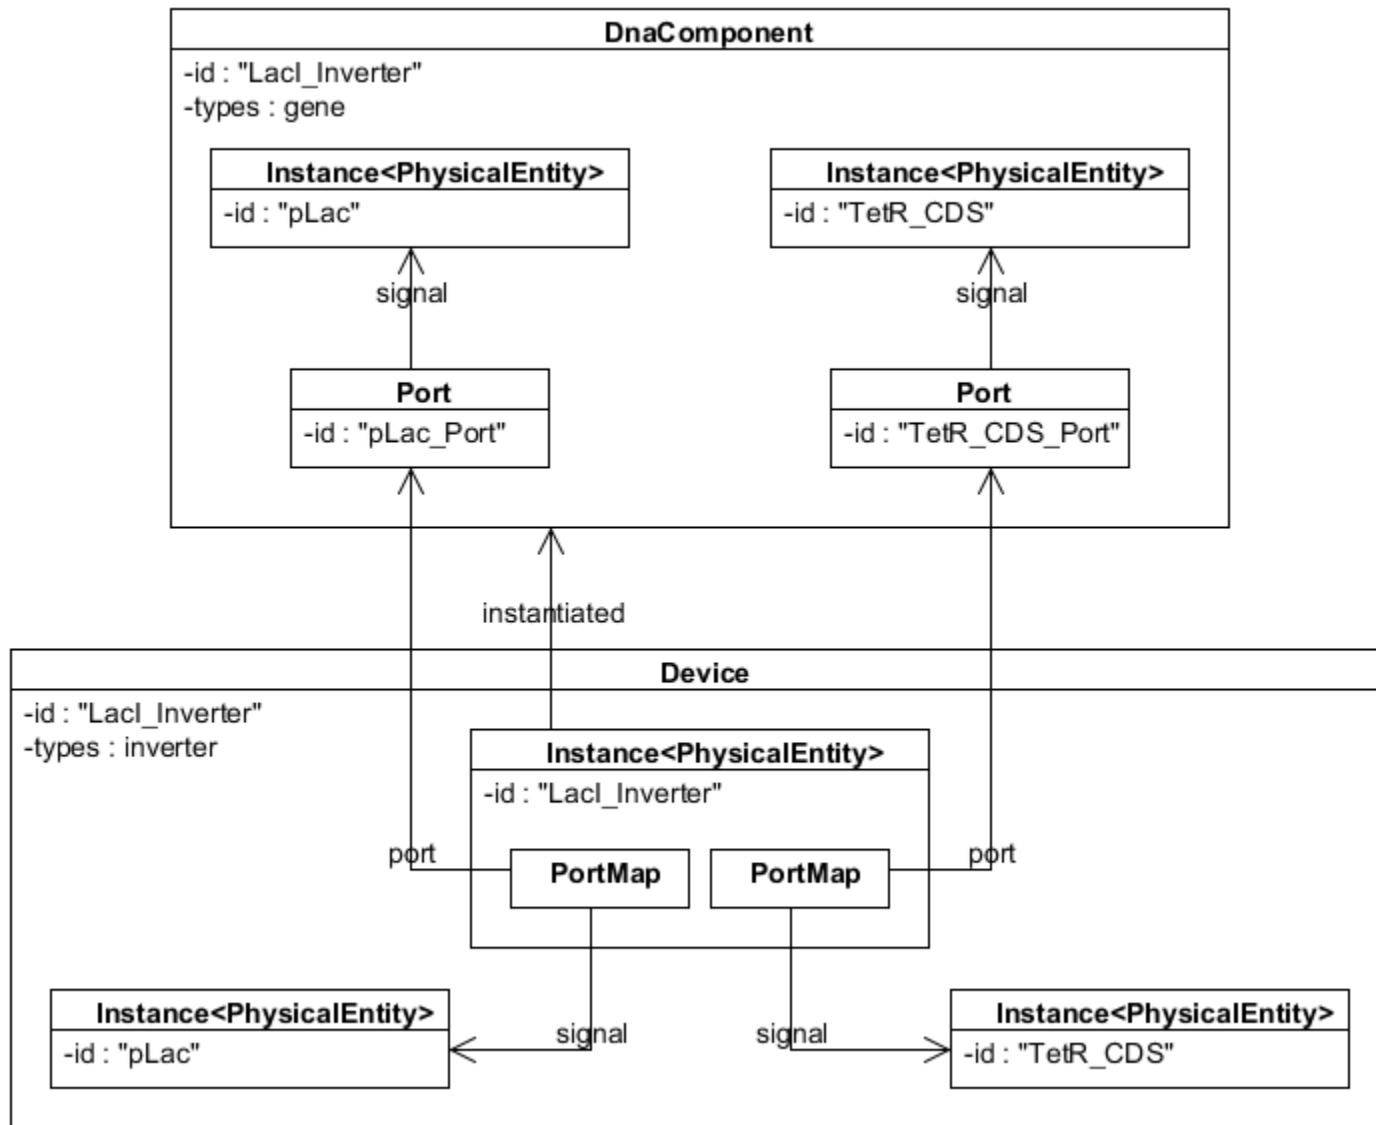 DnaComponent
-id : "LacI_Inverter"
-types : gene
Instance<PhysicalEntity>
-id : "pLac"
Instance<PhysicalEntity>
-id : "TetR_CDS"
signal
signal
Port
-id : "pLac_Port"
Port
-id : "TetR_CDS_Port"
instantiated
Device
-id : "LacI_Inverter"
-types : inverter
Instance<PhysicalEntity>
-id : "LacI_Inverter"
port
PortMap
PortMap
port
Instance<PhysicalEntity>
-id : "pLac"
signal
signal
Instance<PhysicalEntity>
-id : "TetR_CDS"